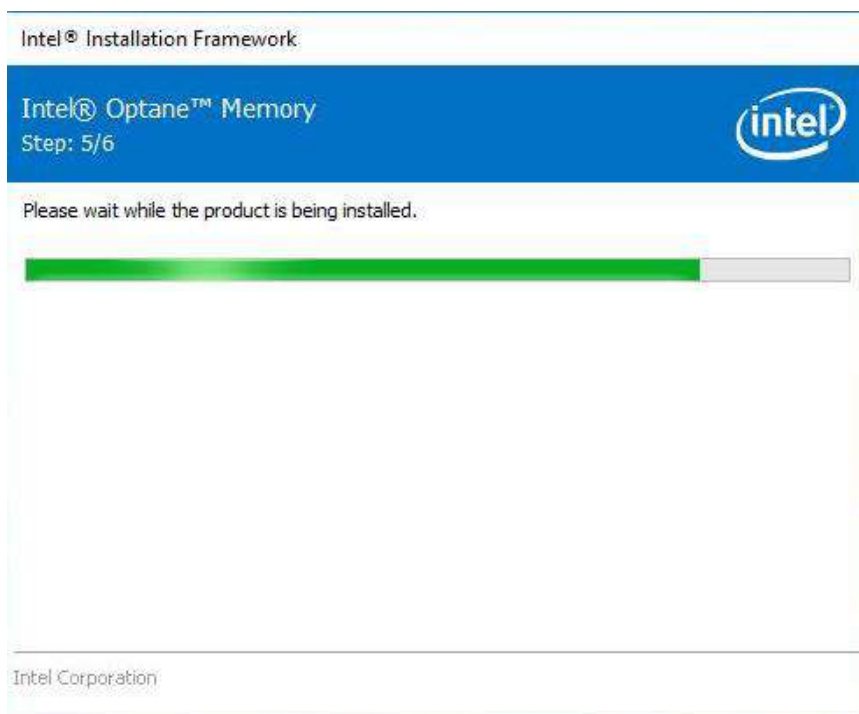 Intel® Installation Framework
Intel® Optane™ Memory
Step: 5/6
intel
Please wait while the product is being installed.
Intel Corporation